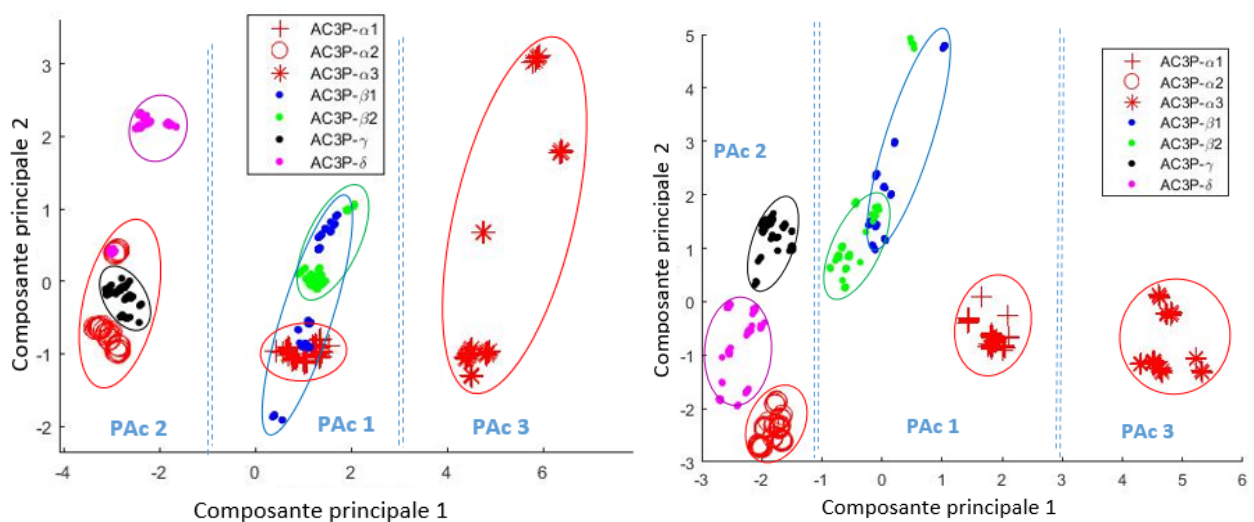 AC3P-α1
AC3P-α2
AC3P-α3
AC3P-β1
AC3P-β2
AC3P-γ
AC3P-δ
Composante principale 2
3
2
1
0
-1
-2
PAc 2
PAc 1
PAc 3
-4
-2
0
2
4
6
Composante principale 1
AC3P-α1
AC3P-α2
AC3P-α3
AC3P-β1
AC3P-β2
AC3P-γ
AC3P-δ
Composante principale 2
5
4
3
2
1
0
-1
-2
-3
PAc 2
PAc 1
PAc 3
-3
-2
-1
0
1
2
3
4
5
6
Composante principale 1